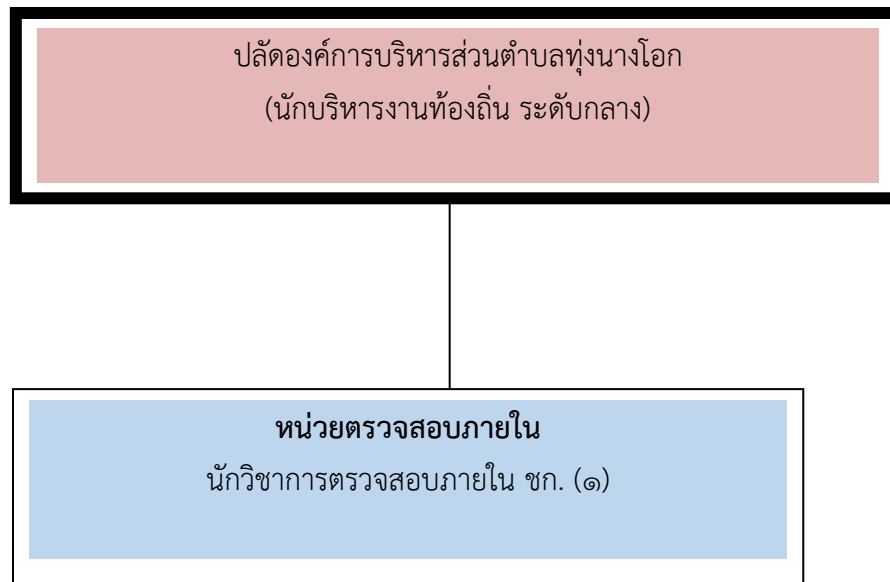 ปลัดองค์การบริหารส่วนตำบลทุ่งนางโอก
(นักบริหารงานท้องถิ่น ระดับกลาง)
หน่วยตรวจสอบภายใน
นักวิชาการตรวจสอบภายใน ชก. (๑)